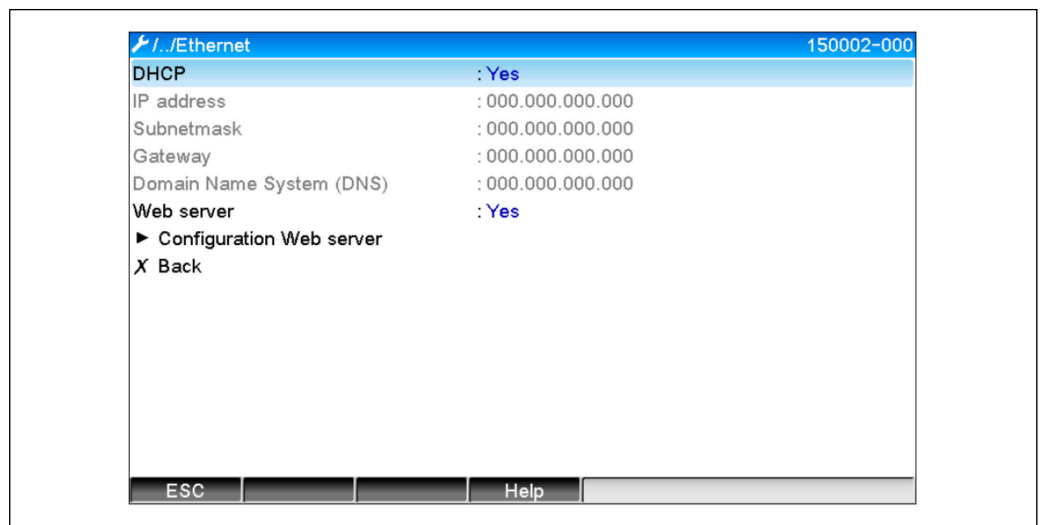 /../Ethernet 150002-000
DHCP : Yes
IP address : 000.000.000.000
Subnetmask : 000.000.000.000
Gateway : 000.000.000.000
Domain Name System (DNS) : 000.000.000.000
Web server : Yes
► Configuration Web server
X Back
ESC Help